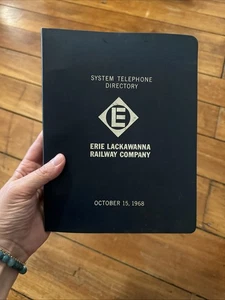 SYSTEM TELEPHONE
DIRECTORY
E
ERIE LACKAWANNA
RAILWAY COMPANY
OCTOBER 15, 1968